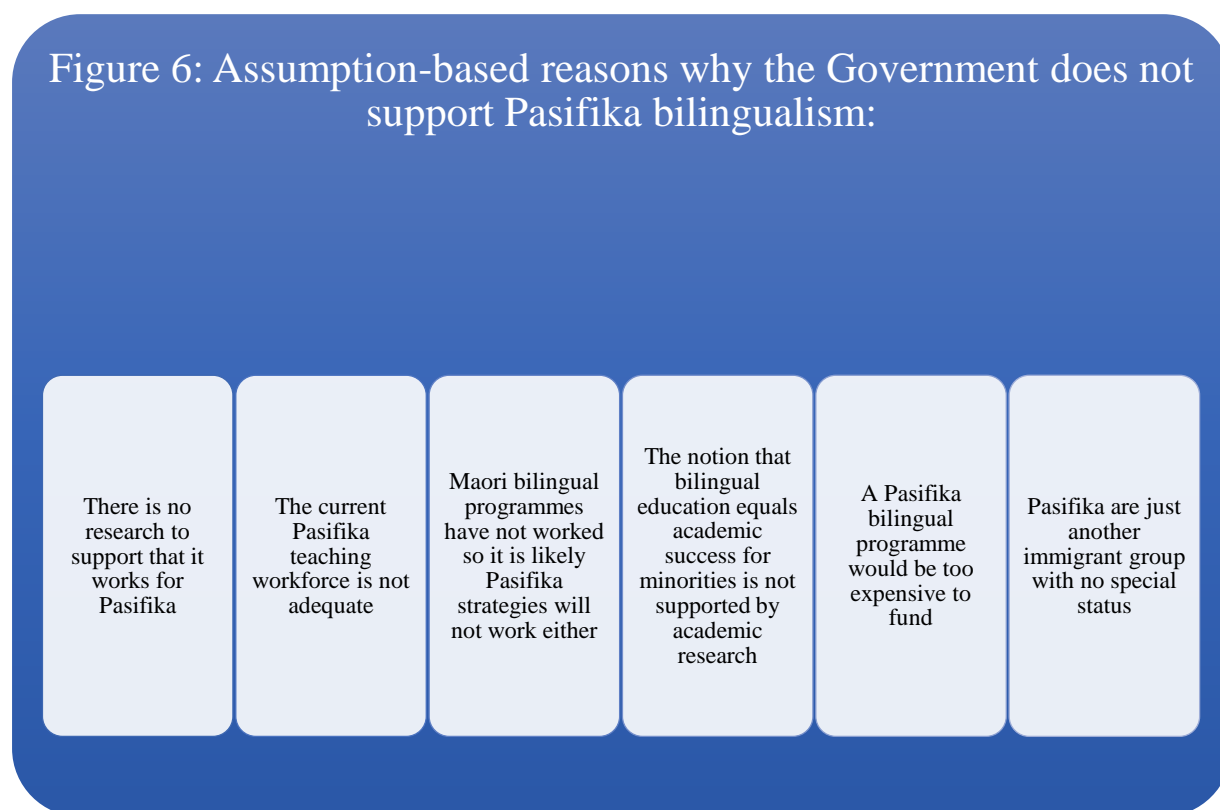 Figure 6: Assumption-based reasons why the Government does not
support Pasifika bilingualism:
There is no
research to
support that it
works for
Pasifika
The current
Pasifika
teaching
workforce is not
adequate
Maori bilingual
programmes
have not worked
so it is likely
Pasifika
strategies will
not work either
The notion that
bilingual
education equals
academic
success for
minorities is not
supported by
academic
research
A Pasifika
bilingual
programme
would be too
expensive to
fund
Pasifika are just
another
immigrant group
with no special
status